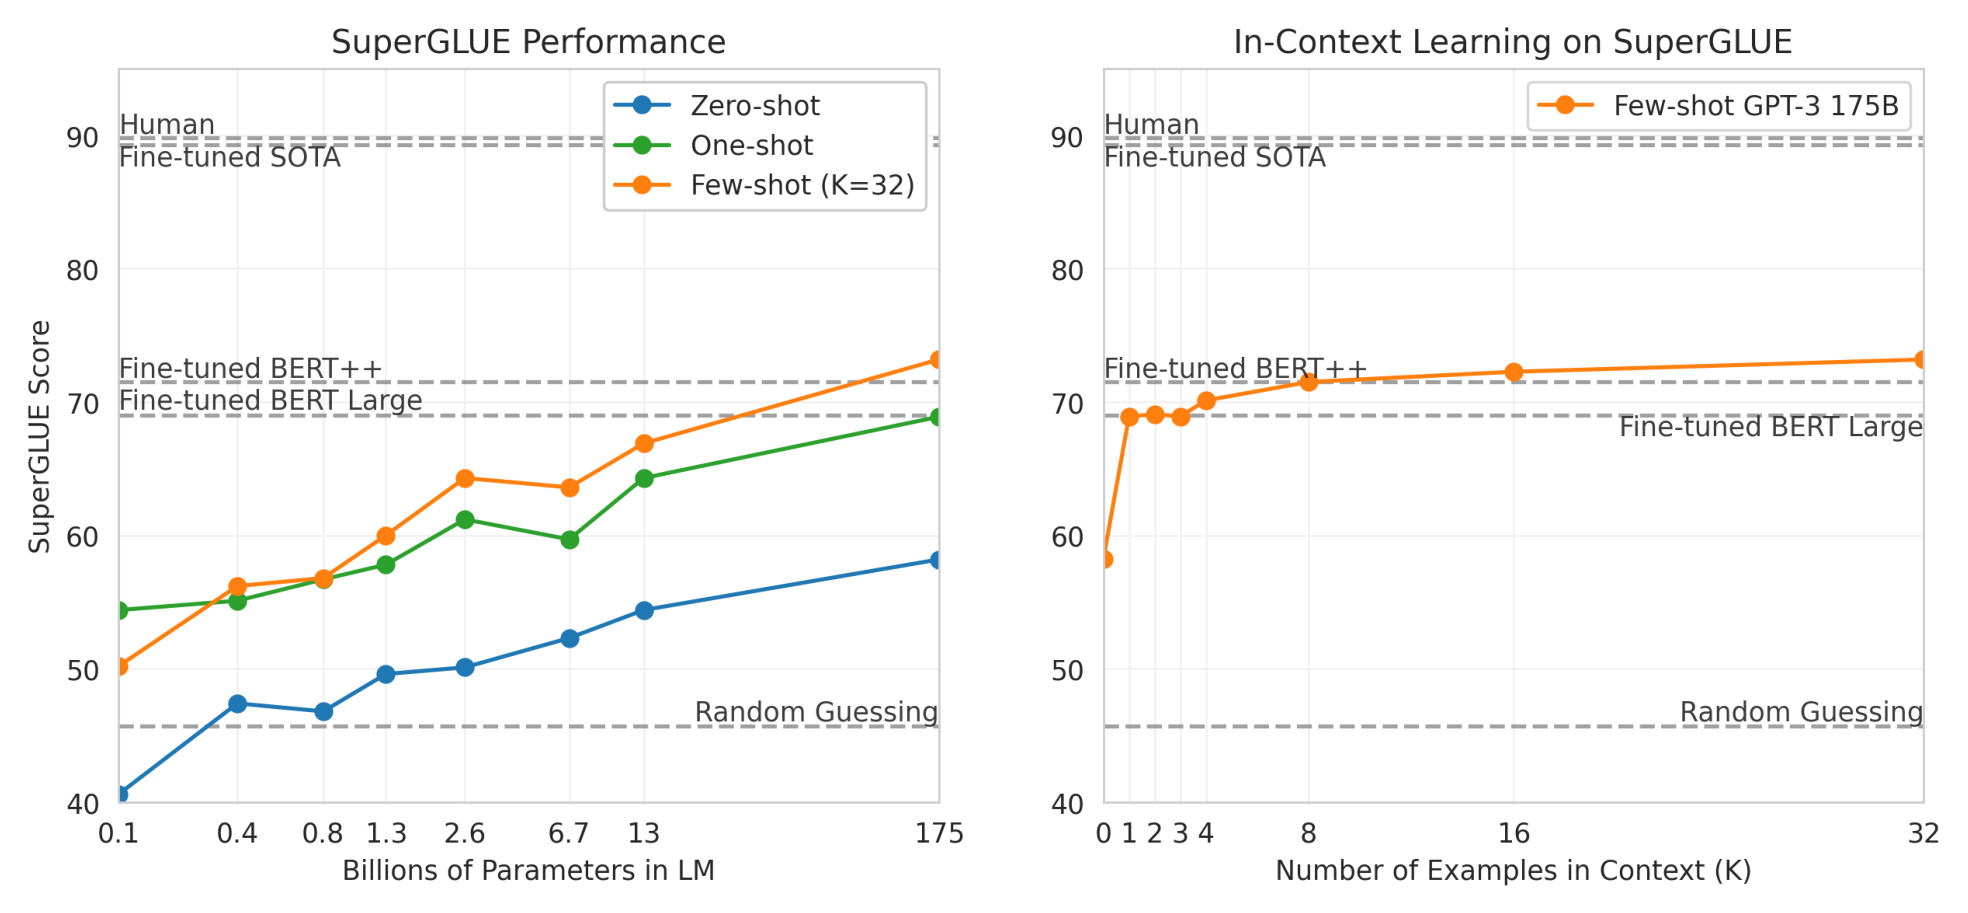 SuperGLUE Performance
Zero-shot
One-shot
Few-shot (K=32)
Human
Fine-tuned SOTA
Fine-tuned BERT++
Fine-tuned BERT Large
Random Guessing
SuperGLUE Score
90
80
70
60
50
40
0.1 0.4 0.8 1.3 2.6 6.7 13 175
Billions of Parameters in LM
In-Context Learning on SuperGLUE
Few-shot GPT-3 175B
Human
Fine-tuned SOTA
Fine-tuned BERT++
Fine-tuned BERT Large
Random Guessing
90
80
70
60
50
40
0 1 2 3 4 8 16 32
Number of Examples in Context (K)